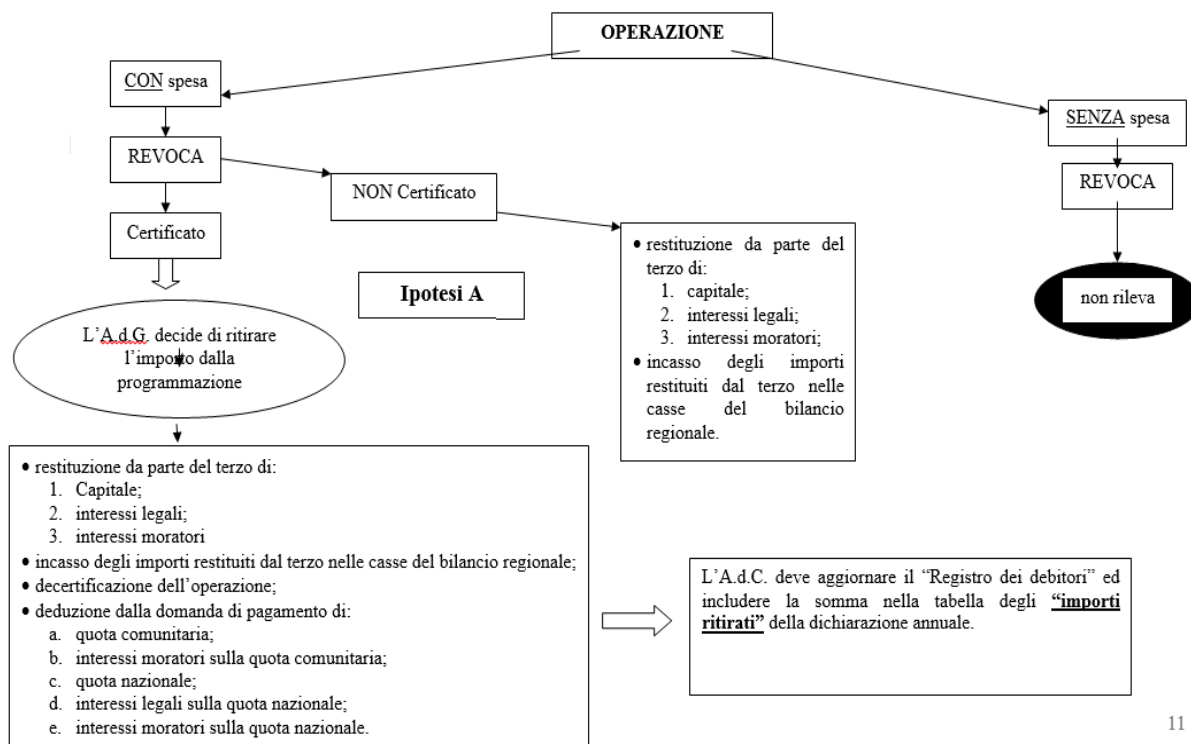 OPERAZIONE
CON spesa
SENZA spesa
REVOCA
REVOCA
NON Certificato
Certificato
non rileva
Ipotesi A
• restituzione da parte del
terzo di:
1. capitale;
2. interessi legali;
3. interessi moratori;
• incasso degli importi
restituiti dal terzo nelle
casse del bilancio
regionale.
L'A.d.G. decide di ritirare
l'importo dalla
programmazione
• restituzione da parte del terzo di:
1. Capitale;
2. interessi legali;
3. interessi moratori
• incasso degli importi restituiti dal terzo nelle casse del bilancio regionale;
• decertificazione dell'operazione;
• deduzione dalla domanda di pagamento di:
a. quota comunitaria;
b. interessi moratori sulla quota comunitaria;
c. quota nazionale;
d. interessi legali sulla quota nazionale;
e. interessi moratori sulla quota nazionale.
L'A.d.C. deve aggiornare il “Registro dei debitori” ed
includere la somma nella tabella degli “importi
ritirati” della dichiarazione annuale.
11